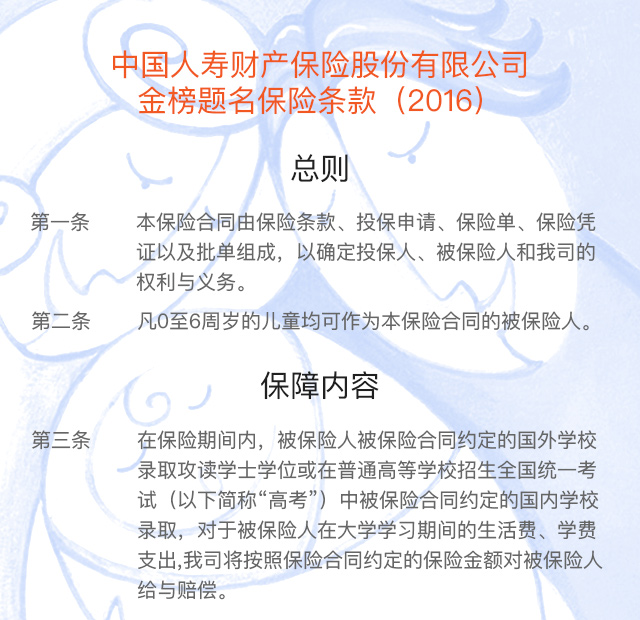 中国人寿财产保险股份有限公司
金榜题名保险条款（2016）
总则
第一条 本保险合同由保险条款、投保申请、保险单、保险凭
证以及批单组成，以确定投保人、被保险人和我司的
权利与义务。
第二条 凡0至6周岁的儿童均可作为本保险合同的被保险人。
保障内容
第三条 在保险期间内，被保险人被保险合同约定的国外学校
录取攻读学士学位或在普通高等学校招生全国统一考
试（以下简称“高考”）中被保险合同约定的国内学校
录取，对于被保险人在大学学习期间的生活费、学费
支出,我司将按照保险合同约定的保险金额对被保险人
给与赔偿。